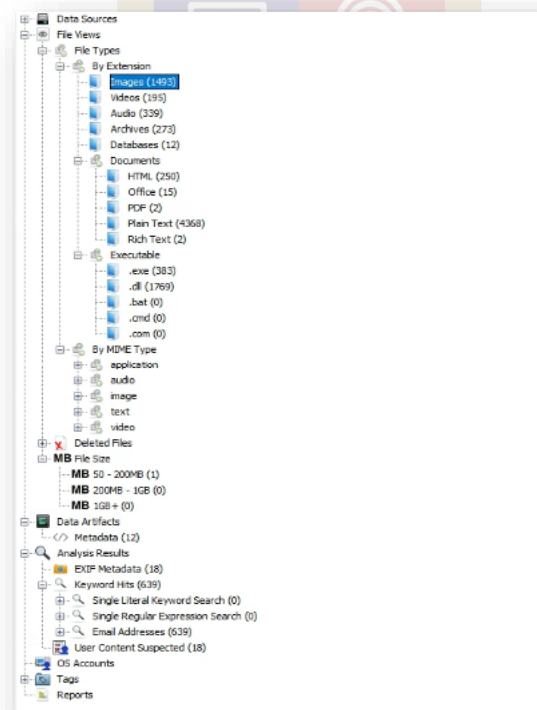 Data Sources
File Views
File Types
By Extension
Images (1493)
Videos (195)
Audio (339)
Archives (273)
Databases (12)
Documents
HTML (250)
Office (15)
PDF (2)
Plain Text (4368)
Rich Text (2)
Executable
.exe (383)
.dll (1769)
.bat (0)
.cmd (0)
.com (0)
By MIME Type
application
audio
image
text
video
Deleted Files
MB File Size
MB 50 - 200MB (1)
MB 200MB - 1GB (0)
MB 1GB+ (0)
Data Artifacts
Metadata (12)
Analysis Results
EXIF Metadata (18)
Keyword Hits (639)
Single Literal Keyword Search (0)
Single Regular Expression Search (0)
Email Addresses (639)
User Content Suspected (18)
OS Accounts
Tags
Reports